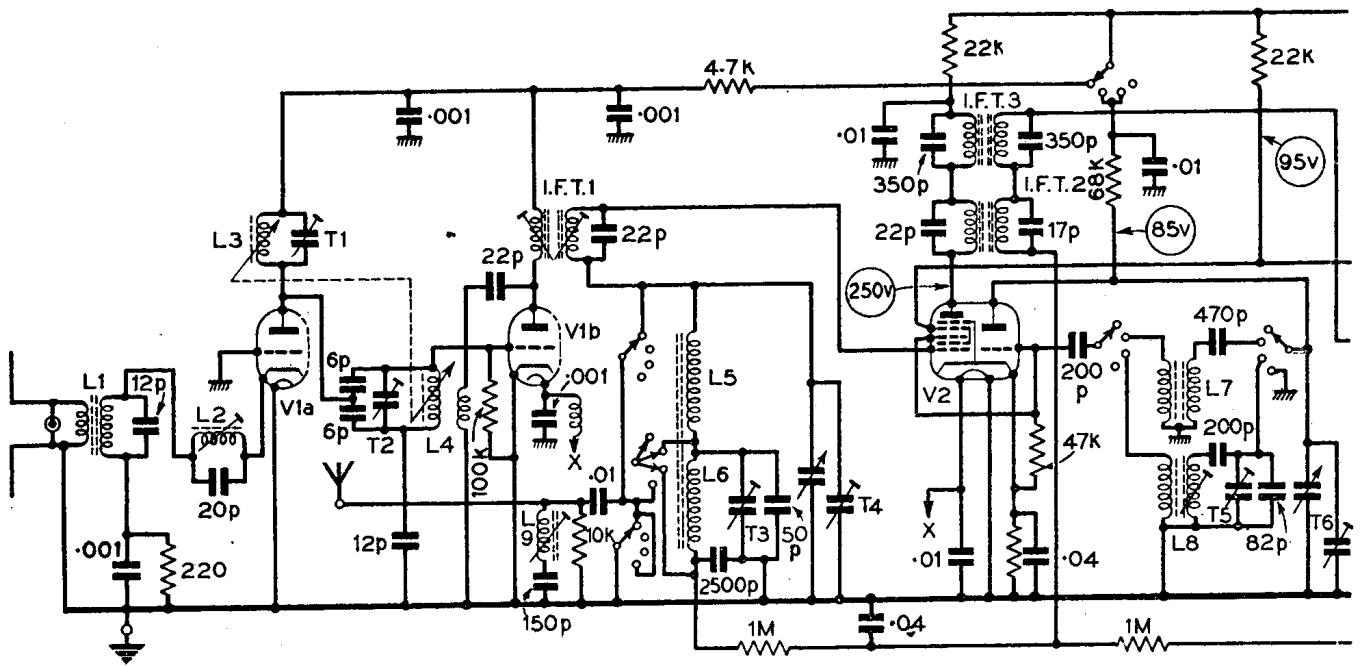 22K
22K
4.7K
.001
.001
I.F.T.3
.01
350p
350p
68K
.01
95v
I.F.T.1
I.F.T.2
L3
T1
22p
22p
22p
17p
85v
250v
V1b
470p
6p
V1a
L1
12p
L2
6p
T2
L4
.001
L5
V2
200
p
L7
20p
100K
X
.01
L6
47K
200p
X
L
9
10K
T3
50
p
T4
T5
T6
.001
220
12p
2500p
.01
.04
L8
82p
150p
1M
.04
1M